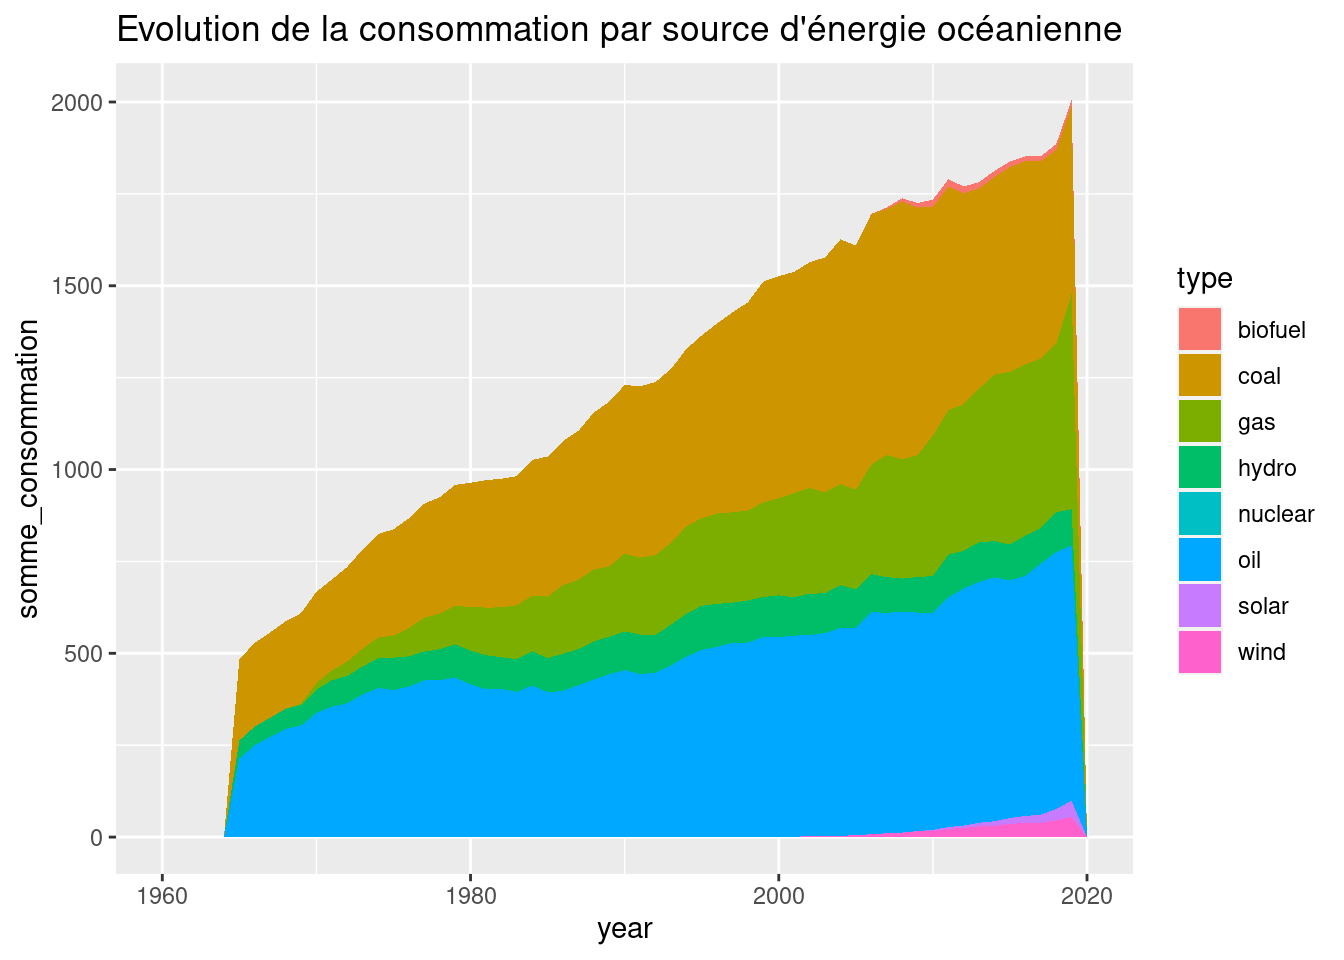 Evolution de la consommation par source d'énergie océanienne
2000
1500
1000
500
0
somme_consommation
1960
1980
2000
2020
year
type
biofuel
coal
gas
hydro
nuclear
oil
solar
wind